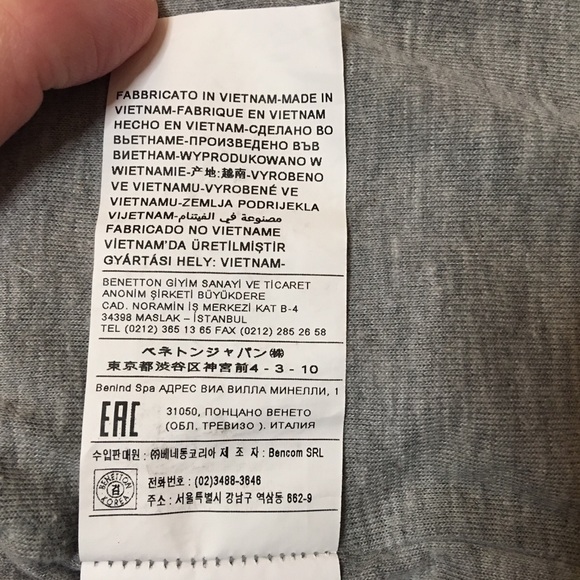 FABBRICATO IN VIETNAM-MADE IN
VIETNAM-FABRIQUE EN VIETNAM
HECHO EN VIETNAM-СДЕЛАНО ВО
ВЬЕТНАМЕ-ПРОИЗВЕДЕНО ВЪВ
ВИЕТНАМ-WYPRODUKOWANO W
WIETNAMIE-产地:越南-VYROBENO
VE VIETNAMU-VYROBENÉ VE
VIETNAMU-ZEMLJA PODRIJEKLA
VIJETNAM-مصنوعة في الفيتنام
FABRICADO NO VIETNAME
VİETNAM'DA ÜRETİLMİŞTİR
GYÁRTÁSI HELY: VIETNAM-
BENETTON GİYİM SANAYİ VE TİCARET
ANONİM ŞİRKETİ BÜYÜKDERE
CAD. NORAMİN İŞ MERKEZİ KAT B-4
34398 MASLAK – İSTANBUL
TEL (0212) 365 13 65 FAX (0212) 285 26 58
ベネトンジャパン㈱
東京都渋谷区神宮前4-3-10
Benind Spa АДРЕС ВИА ВИЛЛА МИНЕЛЛИ, 1
EAC
31050, ПОНЦАНО ВЕНЕТО
(ОБЛ. ТРЕВИЗО ). ИТАЛИЯ
수입판매원 : ㈜베네통코리아 제 조 자 : Bencom SRL
BENETTON
검
KOREA
전화번호 : (02)3488-3646
주소 : 서울특별시 강남구 역삼동 662-9